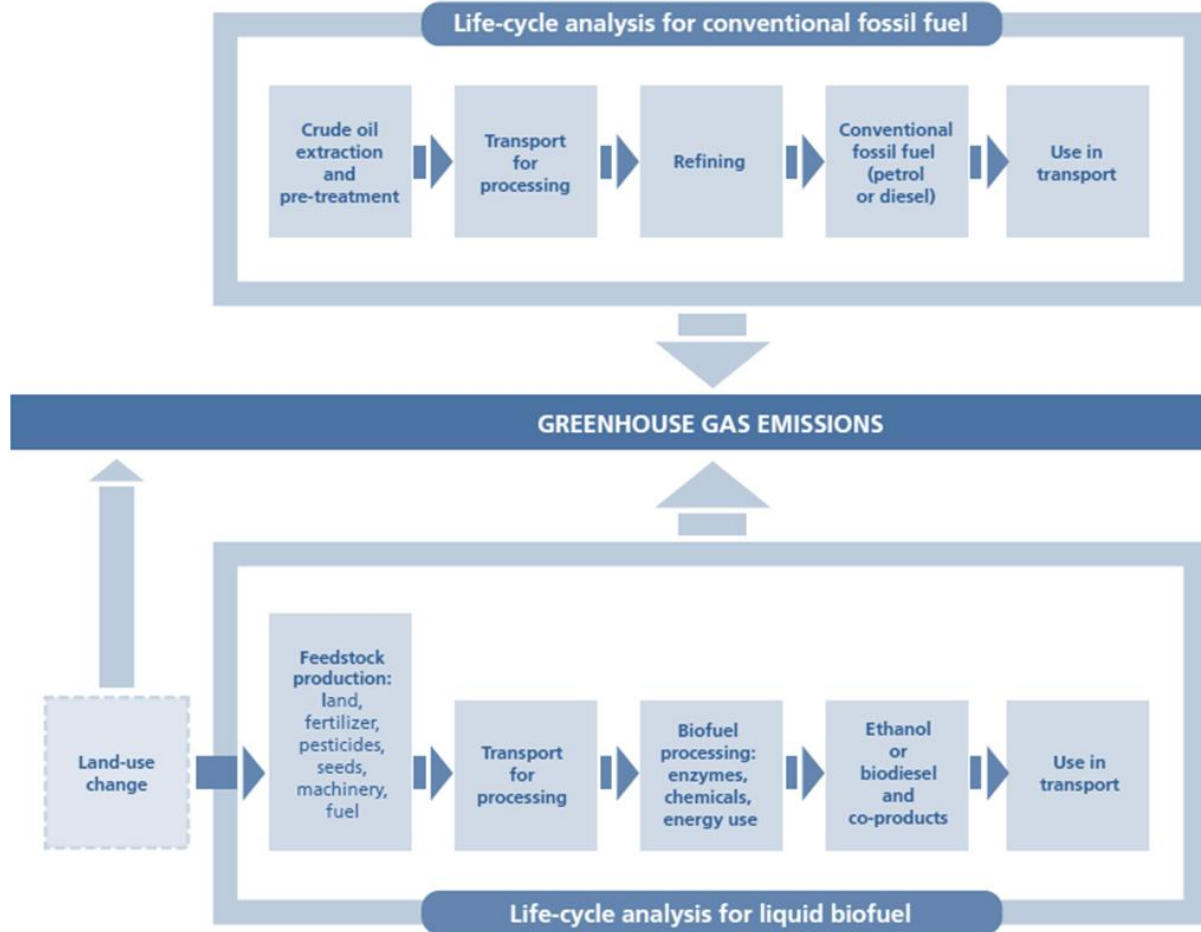 Life-cycle analysis for conventional fossil fuel
Crude oil
extraction
and
pre-treatment
Transport
for
processing
Refining
Conventional
fossil fuel
(petrol
or diesel)
Use in
transport
GREENHOUSE GAS EMISSIONS
Land-use
change
Feedstock
production:
land,
fertilizer,
pesticides,
seeds,
machinery,
fuel
Transport
for
processing
Biofuel
processing:
enzymes,
chemicals,
energy use
Ethanol
or
biodiesel
and
co-products
Use in
transport
Life-cycle analysis for liquid biofuel